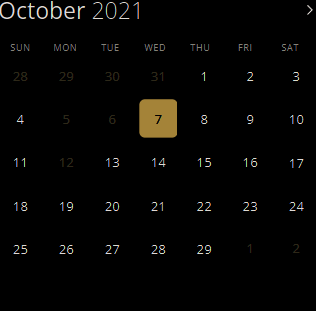 October 2021
SUN MON TUE WED THU FRI SAT
28 29 30 31 1 2 3
4 5 6 7 8 9 10
11 12 13 14 15 16 17
18 19 20 21 22 23 24
25 26 27 28 29 1 2